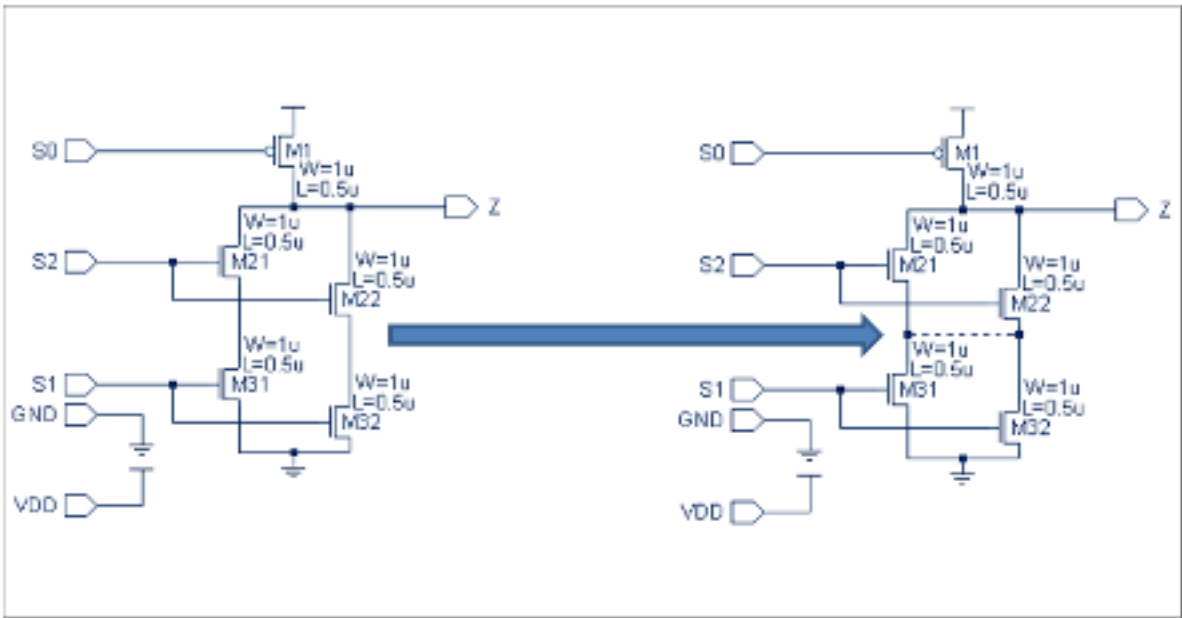 S0
M1
W=1u
L=0.5u
Z
W=1u
L=0.5u
S2
M21
W=1u
L=0.5u
M22
W=1u
L=0.5u
S1
M31
W=1u
L=0.5u
GND
M32
VDD
S0
M1
W=1u
L=0.5u
Z
W=1u
L=0.5u
S2
M21
W=1u
L=0.5u
M22
W=1u
L=0.5u
S1
M31
W=1u
L=0.5u
GND
M32
VDD